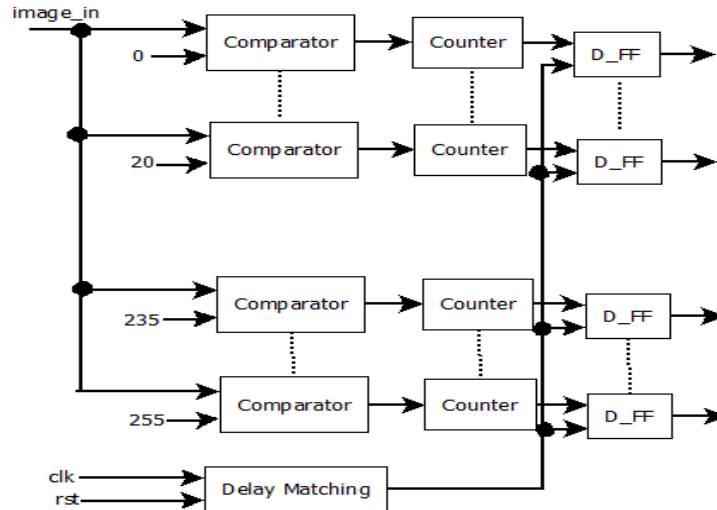 image_in
Comparator Counter D_FF
0
20 Comparator Counter D_FF
235 Comparator Counter D_FF
255 Comparator Counter D_FF
clk
rst Delay Matching